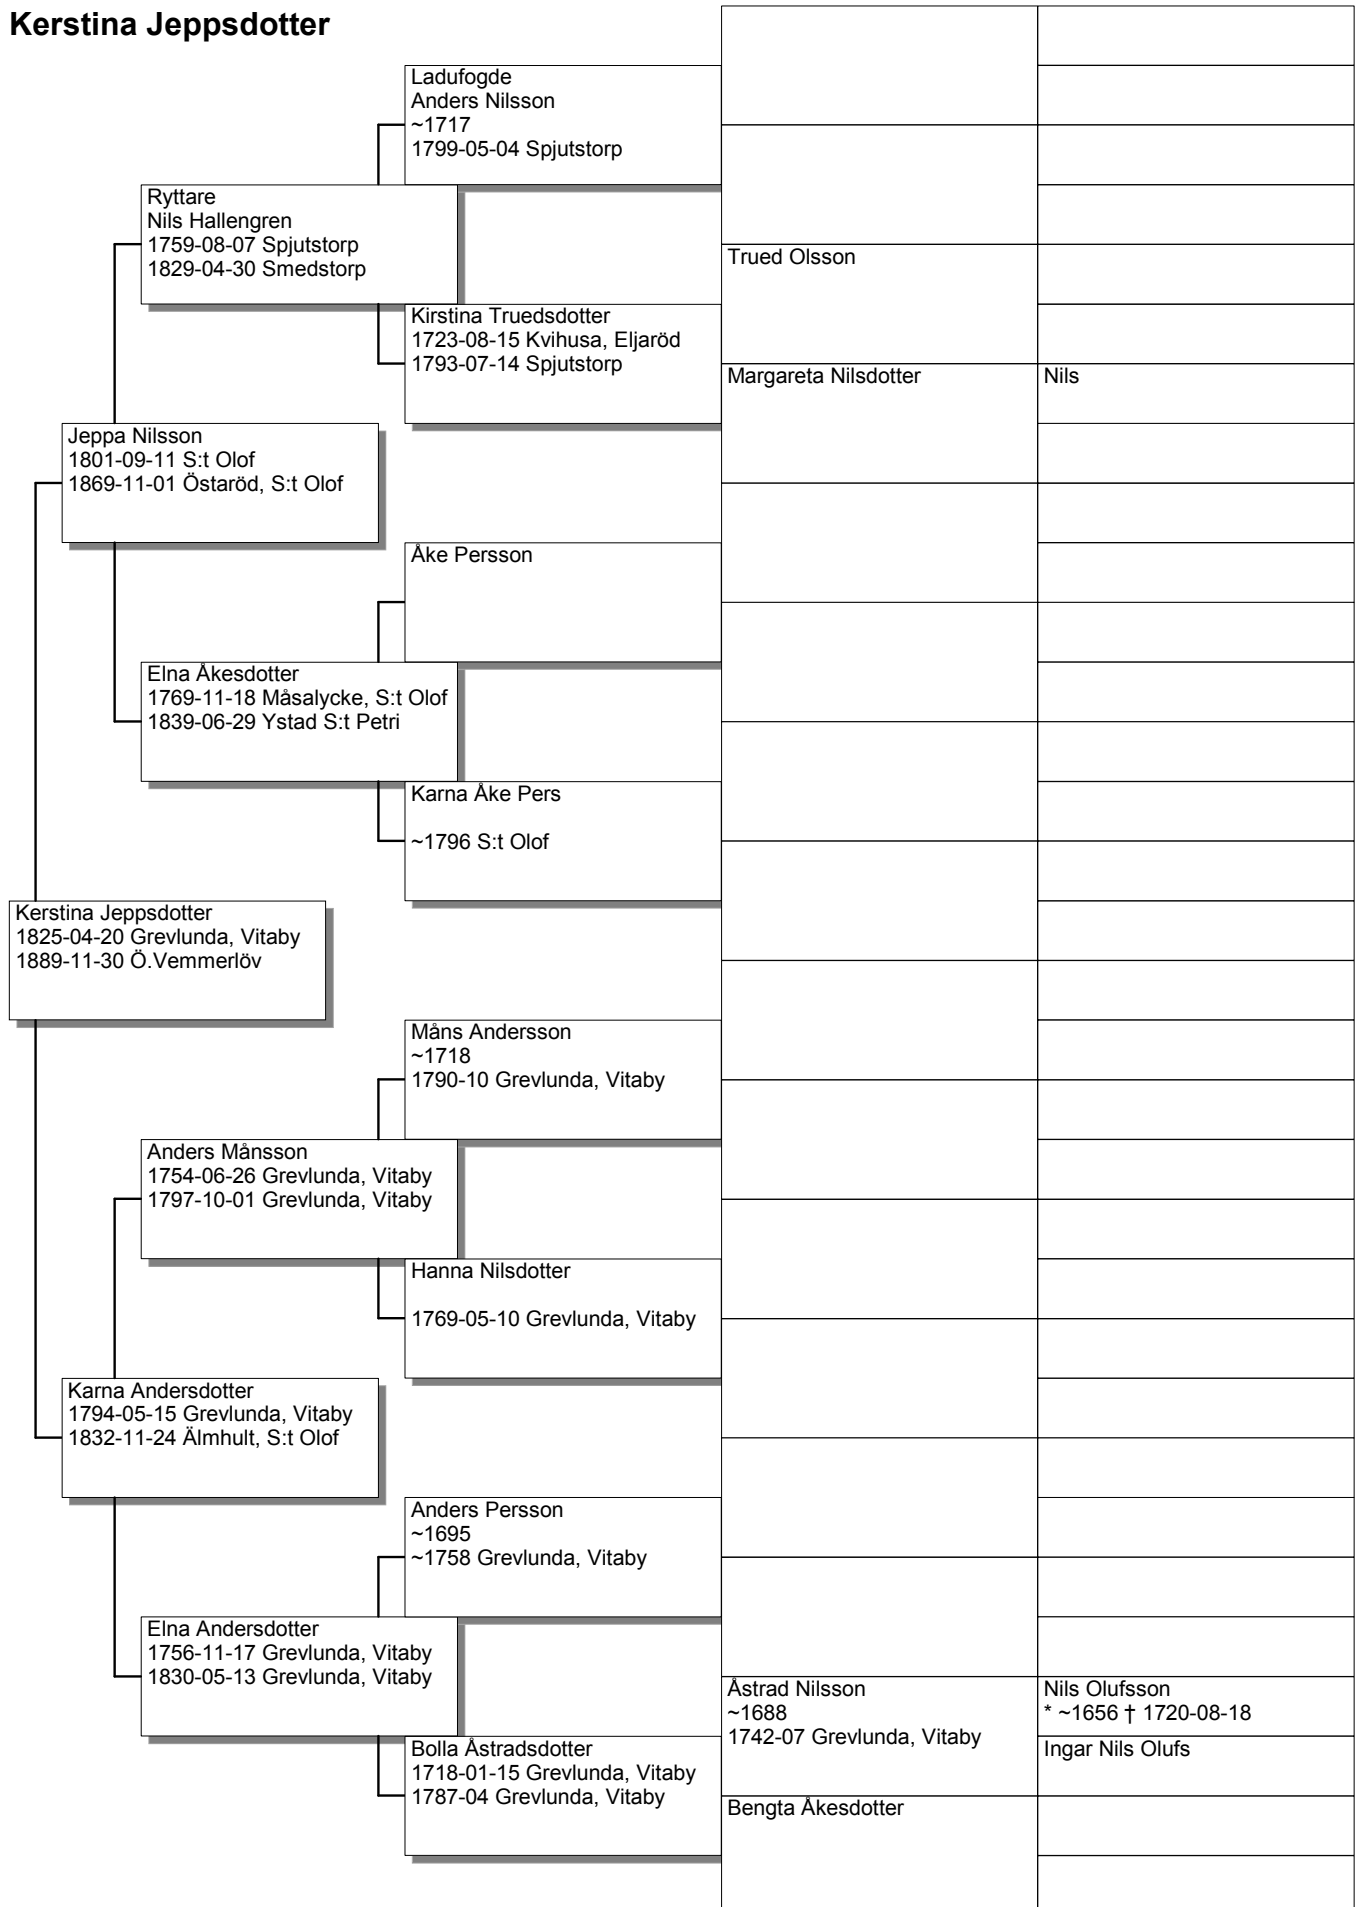 Kerstina Jeppsdotter
Ladufogde
Anders Nilsson
~1717
1799-05-04 Spjutstorp
Ryttare
Nils Hallengren
1759-08-07 Spjutstorp
1829-04-30 Smedstorp
Trued Olsson
Kirstina Truedsdotter
1723-08-15 Kvihusa, Eljaröd
1793-07-14 Spjutstorp
Margareta Nilsdotter
Nils
Jeppa Nilsson
1801-09-11 S:t Olof
1869-11-01 Östaröd, S:t Olof
Åke Persson
Elna Åkesdotter
1769-11-18 Måsalycke, S:t Olof
1839-06-29 Ystad S:t Petri
Karna Åke Pers
~1796 S:t Olof
Kerstina Jeppsdotter
1825-04-20 Grevlunda, Vitaby
1889-11-30 Ö.Vemmerlöv
Måns Andersson
~1718
1790-10 Grevlunda, Vitaby
Anders Månsson
1754-06-26 Grevlunda, Vitaby
1797-10-01 Grevlunda, Vitaby
Hanna Nilsdotter
1769-05-10 Grevlunda, Vitaby
Karna Andersdotter
1794-05-15 Grevlunda, Vitaby
1832-11-24 Älmhult, S:t Olof
Anders Persson
~1695
~1758 Grevlunda, Vitaby
Elna Andersdotter
1756-11-17 Grevlunda, Vitaby
1830-05-13 Grevlunda, Vitaby
Åstrad Nilsson
~1688
1742-07 Grevlunda, Vitaby
Nils Olufsson
* ~1656 † 1720-08-18
Bolla Åstradsdotter
1718-01-15 Grevlunda, Vitaby
1787-04 Grevlunda, Vitaby
Ingar Nils Olufs
Bengta Åkesdotter